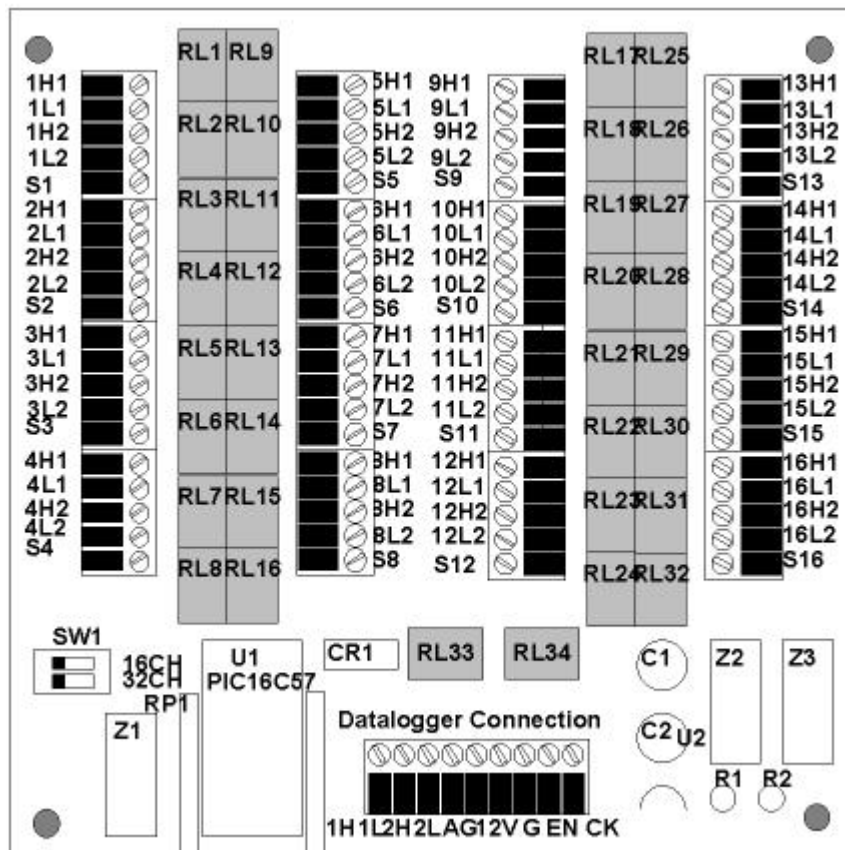 RL1 RL9 RL17 RL25
1H1 5H1 9H1 13H1
1L1 5L1 9L1 13L1
1H2 RL2 RL10 5H2 9H2 RL18 RL26 13H2
1L2 5L2 9L2 13L2
S1 S5 S9 S13
RL3 RL11 RL19 RL27
2H1 6H1 10H1 14H1
2L1 6L1 10L1 14L1
2H2 RL4 RL12 6H2 10H2 RL20 RL28 14H2
2L2 6L2 10L2 14L2
S2 S6 S10 S14
3H1 RL5 RL13 7H1 11H1 RL21 RL29 15H1
3L1 7L1 11L1 15L1
3H2 7H2 11H2 15H2
3L2 RL6 RL14 7L2 11L2 RL22 RL30 15L2
S3 S7 S11 S15
4H1 8H1 12H1 16H1
4L1 RL7 RL15 8L1 12L1 RL23 RL31 16L1
4H2 8H2 12H2 16H2
4L2 8L2 12L2 16L2
S4 RL8 RL16 S8 S12 RL24 RL32 S16
SW1
16CH U1 CR1 RL33 RL34 C1 Z2 Z3
32CH PIC16C57
RP1
Z1 Datalogger Connection C2 U2
R1 R2
1H 1L 2H 2L AG 12V G EN CK